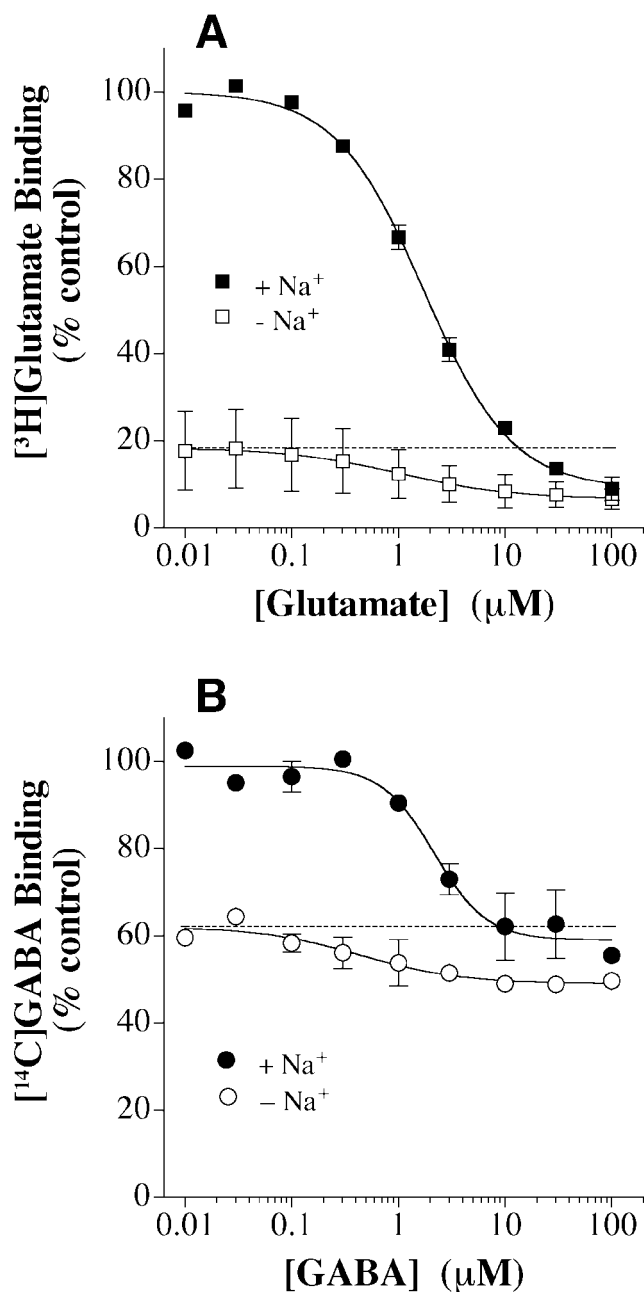 A
[³H]Glutamate Binding
(% control)
100
80
60
40
20
0
+ Na⁺
- Na⁺
0.01 0.1 1 10 100
[Glutamate] (μM)
B
[¹⁴C]GABA Binding
(% control)
100
80
60
40
20
0
+ Na⁺
– Na⁺
0.01 0.1 1 10 100
[GABA] (μM)